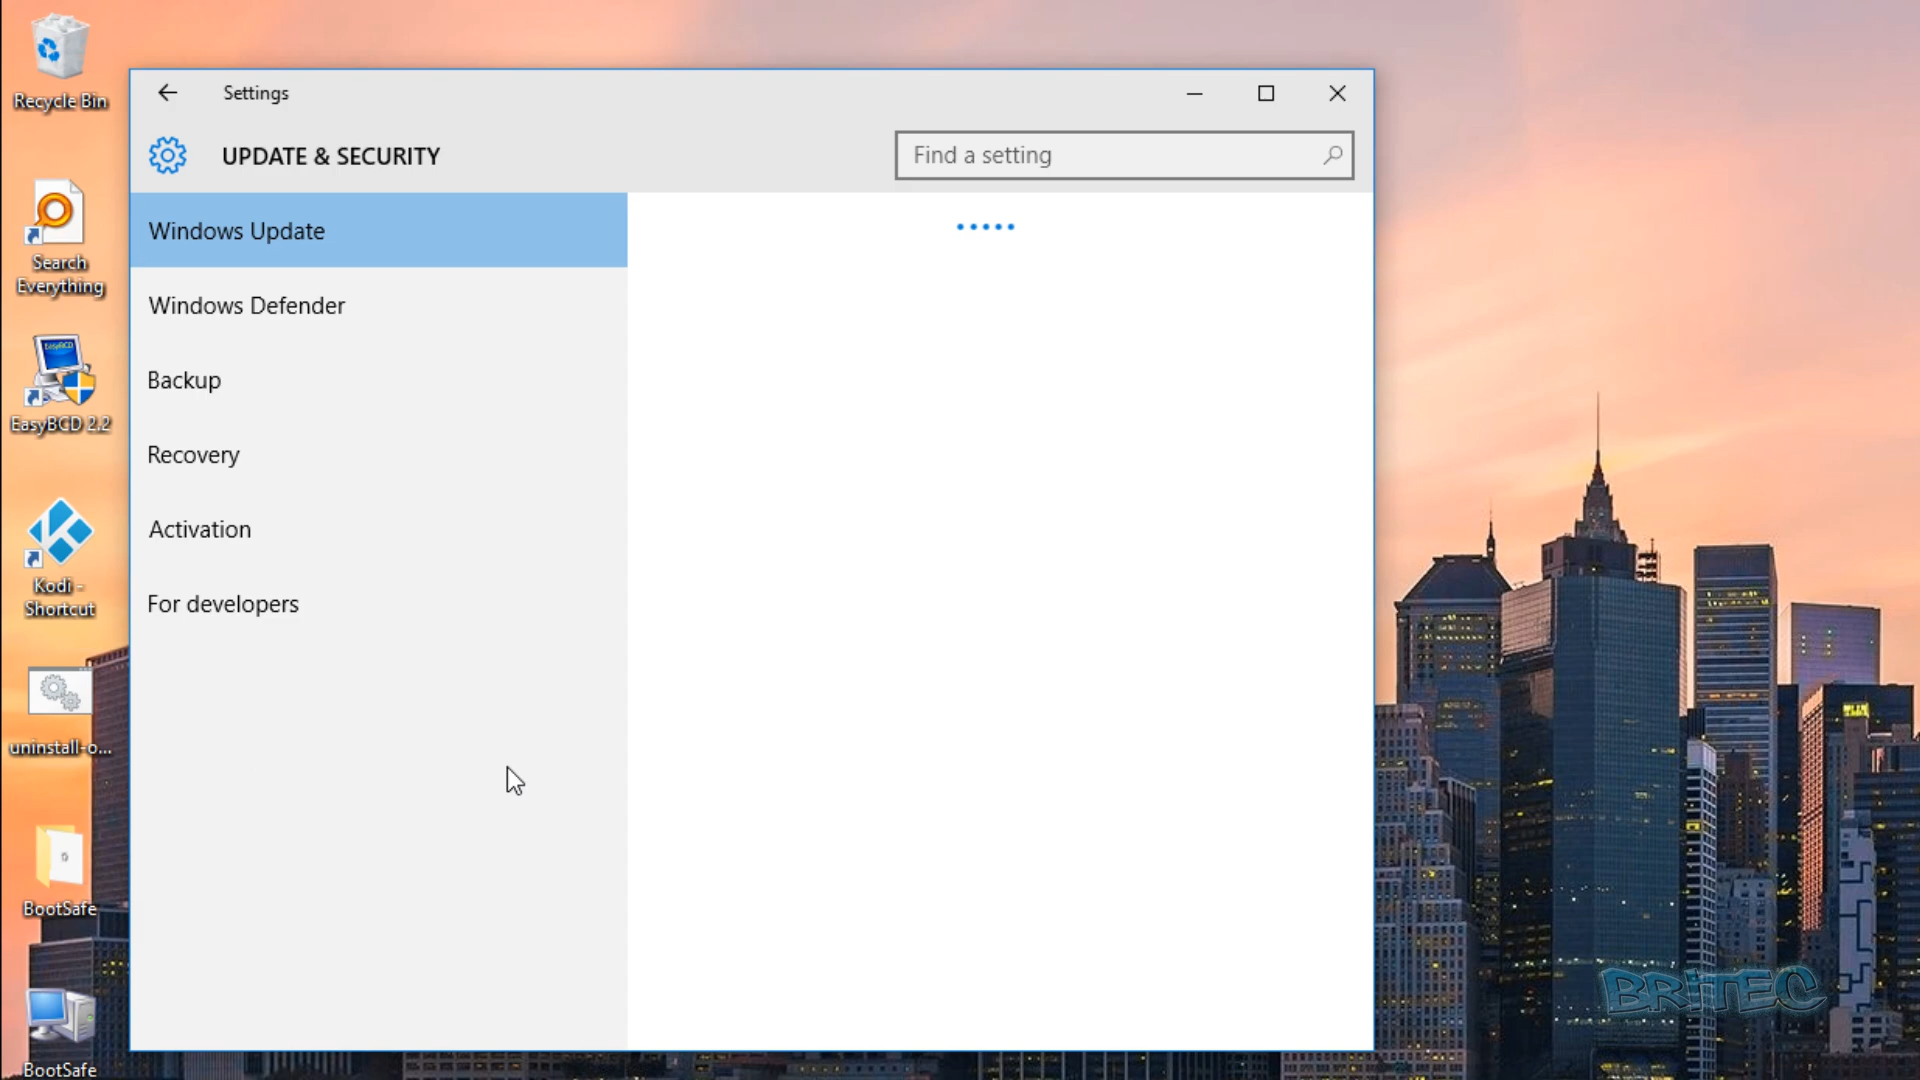 Recycle Bin
Search
Everything
EasyBCD
EasyBCD 2.2
Kodi -
Shortcut
uninstall-o...
BootSafe
BootSafe
Settings
UPDATE & SECURITY
Find a setting
Windows Update
Windows Defender
Backup
Recovery
Activation
For developers
BRITEC